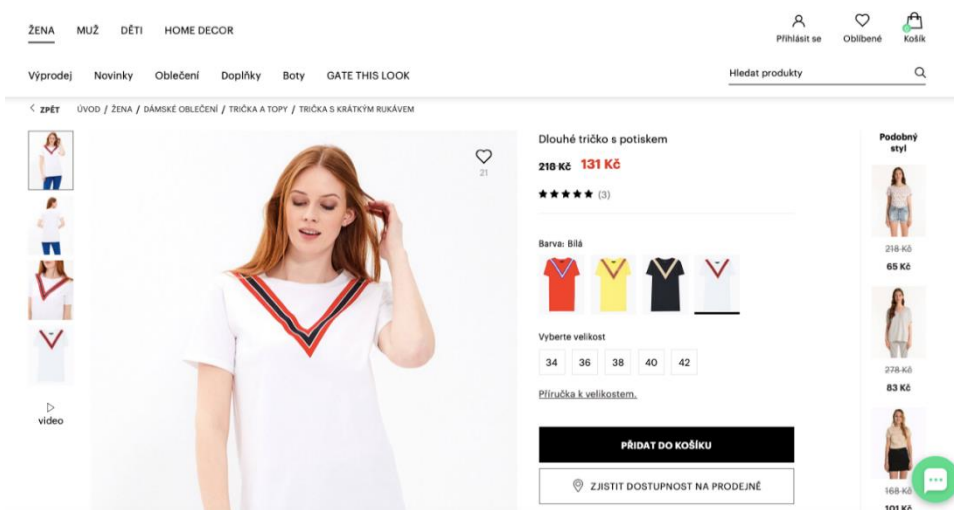 ŽENA MUŽ DĚTI HOME DECOR
Přihlásit se Oblíbené Košík
Výprodej Novinky Oblečení Doplňky Boty GATE THIS LOOK
Hledat produkty
ZPĚT ÚVOD / ŽENA / DÁMSKÉ OBLEČENÍ / TRIČKA A TOPY / TRIČKA S KRÁTKÝM RUKÁVEM
21
video
Dlouhé tričko s potiskem
218 Kč 131 Kč
(3)
Barva: Bílá
Vyberte velikost
34 36 38 40 42
Příručka k velikostem.
PŘIDAT DO KOŠÍKU
ZJISTIT DOSTUPNOST NA PRODEJNĚ
Podobný
styl
218 Kč
65 Kč
278 Kč
83 Kč
168 Kč
101 Kč